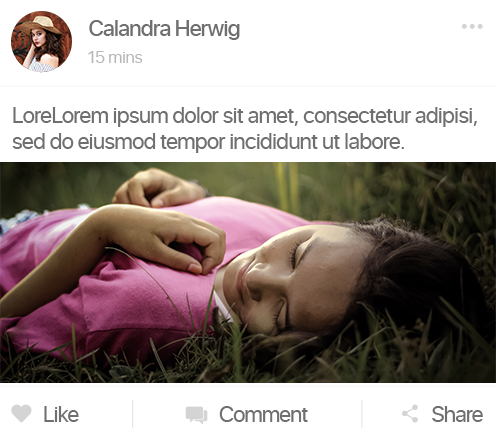 Calandra Herwig
15 mins
LoreLorem ipsum dolor sit amet, consectetur adipisi,
sed do eiusmod tempor incididunt ut labore.
Like
Comment
Share